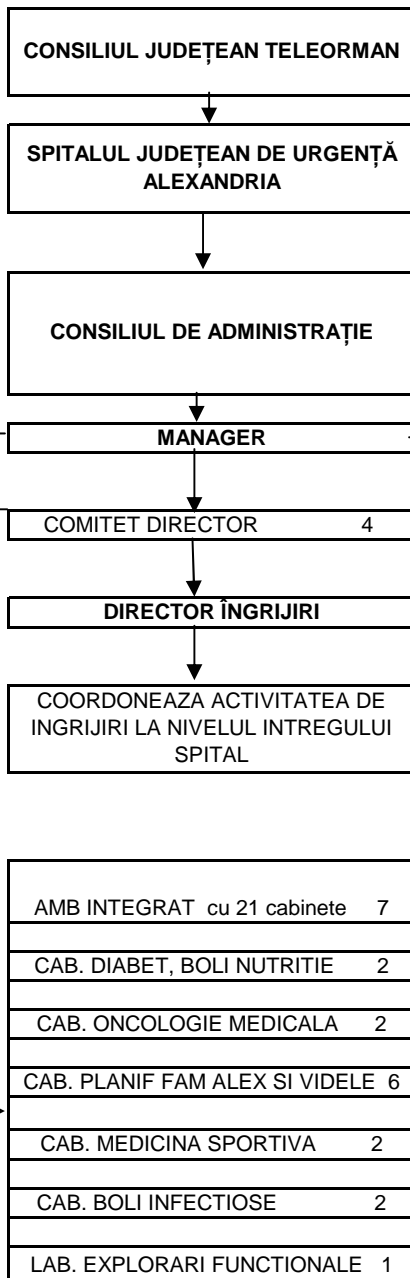 CONSILIUL JUDEȚEAN TELEORMAN
SPITALUL JUDEȚEAN DE URGENȚĂ
ALEXANDRIA
CONSILIUL DE ADMINISTRAȚIE
MANAGER
COMITET DIRECTOR 4
DIRECTOR ÎNGRIJIRI
COORDONEAZA ACTIVITATEA DE
INGRIJIRI LA NIVELUL INTREGULUI
SPITAL
AMB INTEGRAT cu 21 cabinete 7
CAB. DIABET, BOLI NUTRITIE 2
CAB. ONCOLOGIE MEDICALA 2
CAB. PLANIF FAM ALEX SI VIDELE 6
CAB. MEDICINA SPORTIVA 2
CAB. BOLI INFECTIOSE 2
LAB. EXPLORARI FUNCTIONALE 1